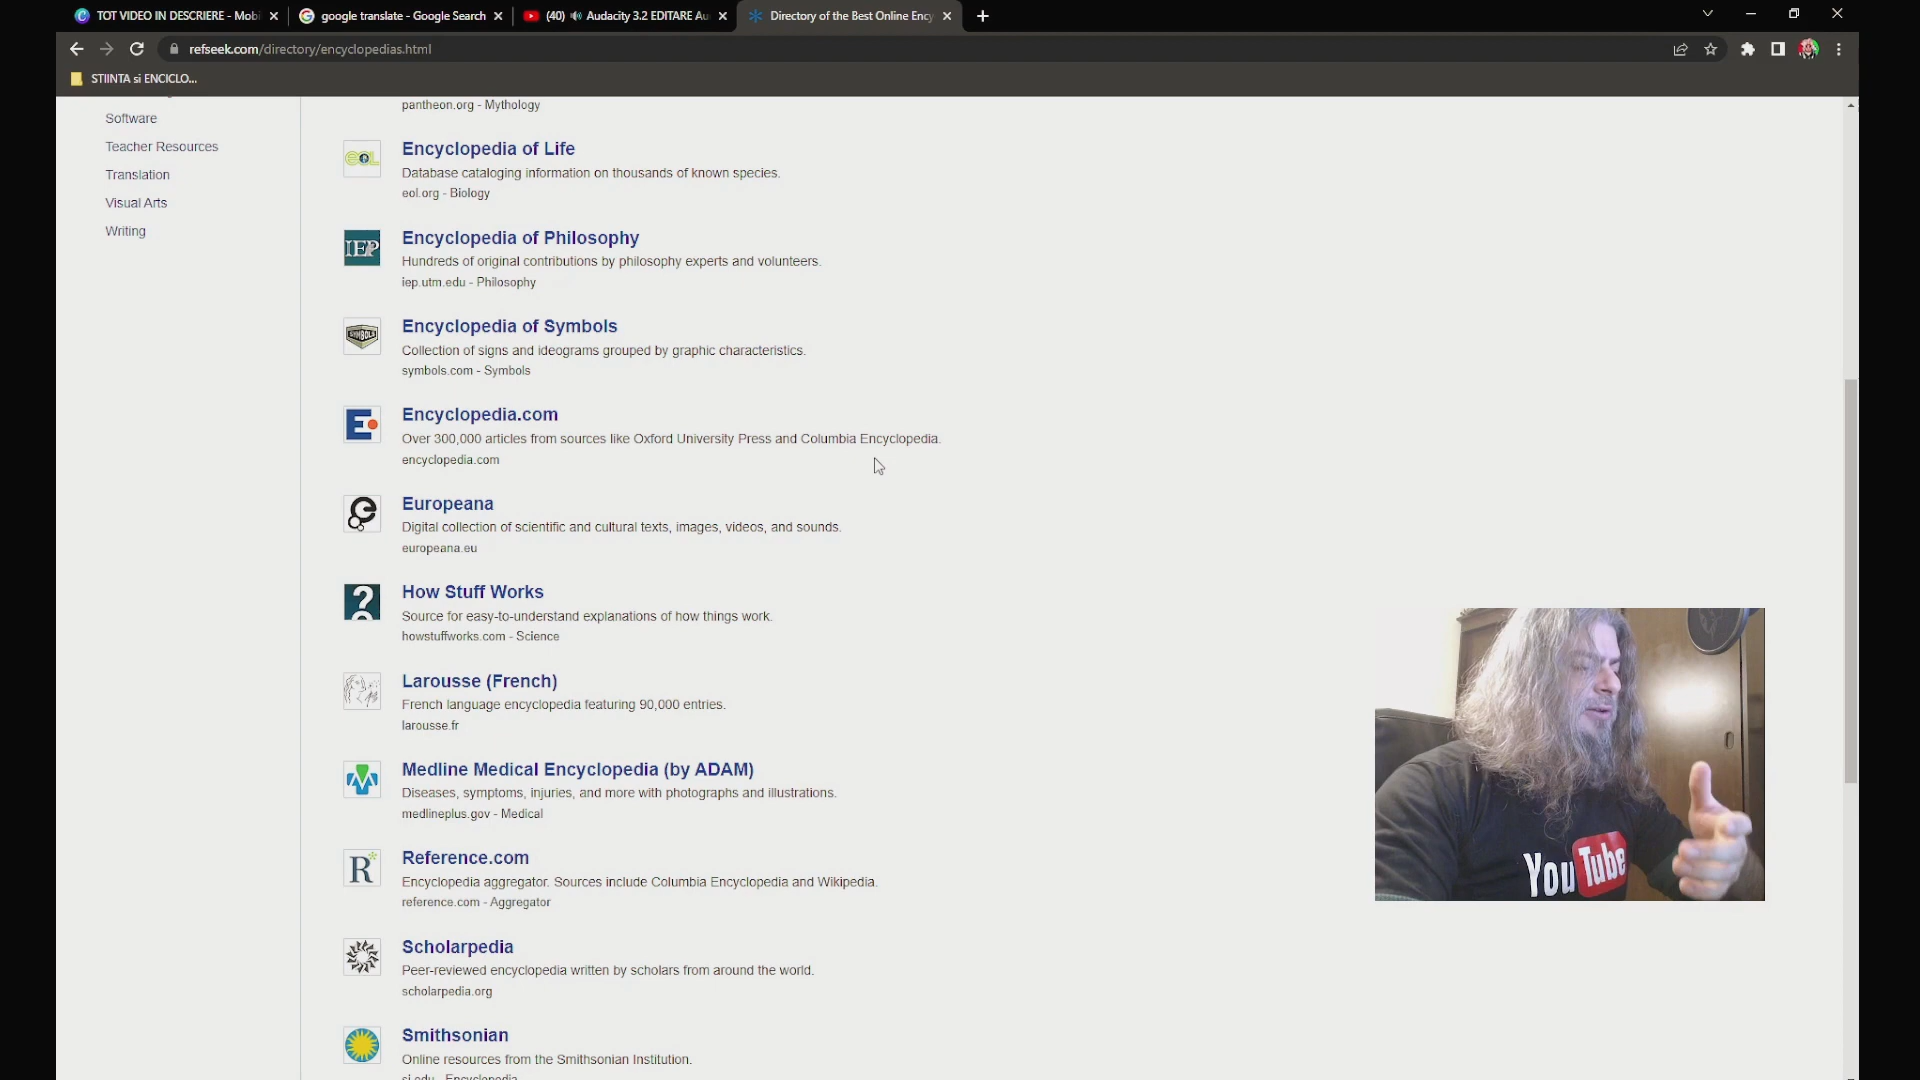 TOT VIDEO IN DESCRIERE - Mobi
google translate - Google Search
(40) Audacity 3.2 EDITARE Au
Directory of the Best Online Ency
refseek.com/directory/encyclopedias.html
STIINTA si ENCICLO...
Software
Teacher Resources
Translation
Visual Arts
Writing
pantheon.org - Mythology
eOL
Encyclopedia of Life
Database cataloging information on thousands of known species.
eol.org - Biology
IEP
Encyclopedia of Philosophy
Hundreds of original contributions by philosophy experts and volunteers.
iep.utm.edu - Philosophy
SYMBOLS
Encyclopedia of Symbols
Collection of signs and ideograms grouped by graphic characteristics.
symbols.com - Symbols
E
Encyclopedia.com
Over 300,000 articles from sources like Oxford University Press and Columbia Encyclopedia.
encyclopedia.com
Europeana
Digital collection of scientific and cultural texts, images, videos, and sounds.
europeana.eu
?
How Stuff Works
Source for easy-to-understand explanations of how things work.
howstuffworks.com - Science
Larousse (French)
French language encyclopedia featuring 90,000 entries.
larousse.fr
Medline Medical Encyclopedia (by ADAM)
Diseases, symptoms, injuries, and more with photographs and illustrations.
medlineplus.gov - Medical
R
Reference.com
Encyclopedia aggregator. Sources include Columbia Encyclopedia and Wikipedia.
reference.com - Aggregator
Scholarpedia
Peer-reviewed encyclopedia written by scholars from around the world.
scholarpedia.org
Smithsonian
Online resources from the Smithsonian Institution.
si.edu - Encyclopedia
YouTube